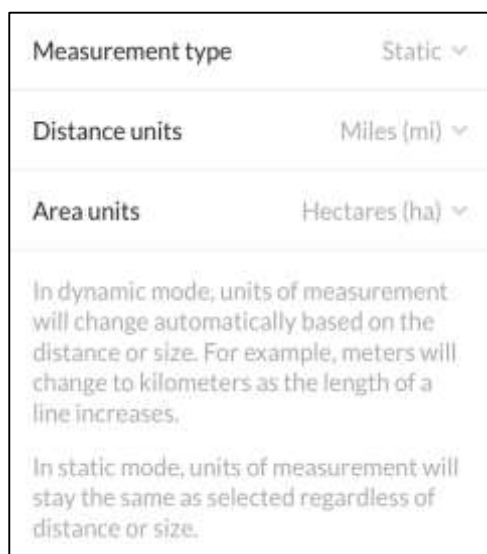 Measurement type Static
Distance units Miles (mi)
Area units Hectares (ha)
In dynamic mode, units of measurement
will change automatically based on the
distance or size. For example, meters will
change to kilometers as the length of a
line increases.
In static mode, units of measurement will
stay the same as selected regardless of
distance or size.